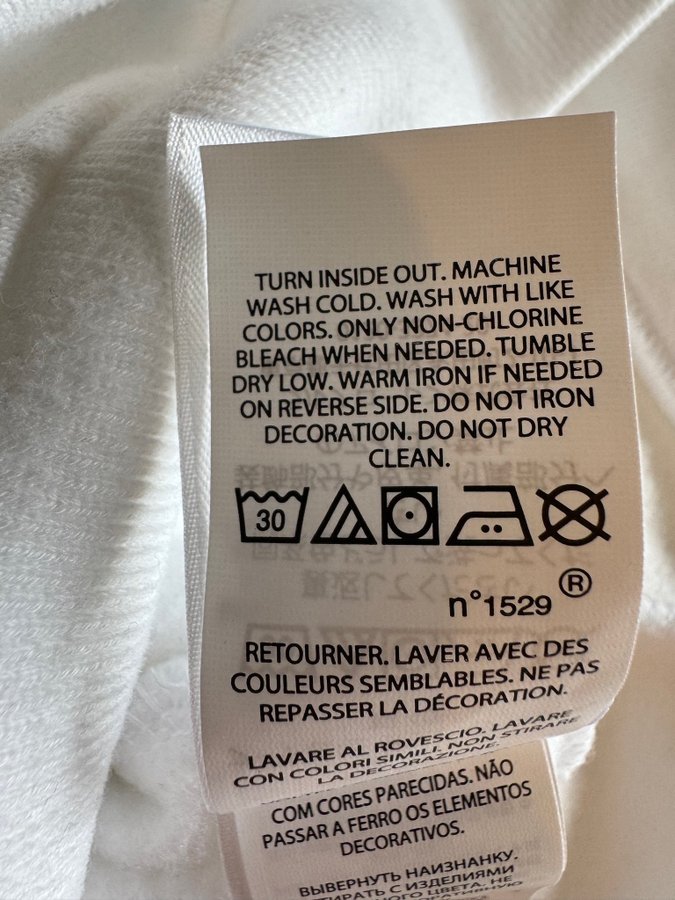 TURN INSIDE OUT. MACHINE
WASH COLD. WASH WITH LIKE
COLORS. ONLY NON-CHLORINE
BLEACH WHEN NEEDED. TUMBLE
DRY LOW. WARM IRON IF NEEDED
ON REVERSE SIDE. DO NOT IRON
DECORATION. DO NOT DRY
CLEAN.
30
n°1529 ®
RETOURNER. LAVER AVEC DES
COULEURS SEMBLABLES. NE PAS
REPASSER LA DÉCORATION.
LAVARE AL ROVESCIO. LAVARE
CON COLORI SIMILI. NON STIRARE
LA DECORAZIONE.
COM CORES PARECIDAS. NÃO
PASSAR A FERRO OS ELEMENTOS
DECORATIVOS.
ВЫВЕРНУТЬ НАИЗНАНКУ.
С ИЗДЕЛИЯМИ
ЦВЕТА. НЕ